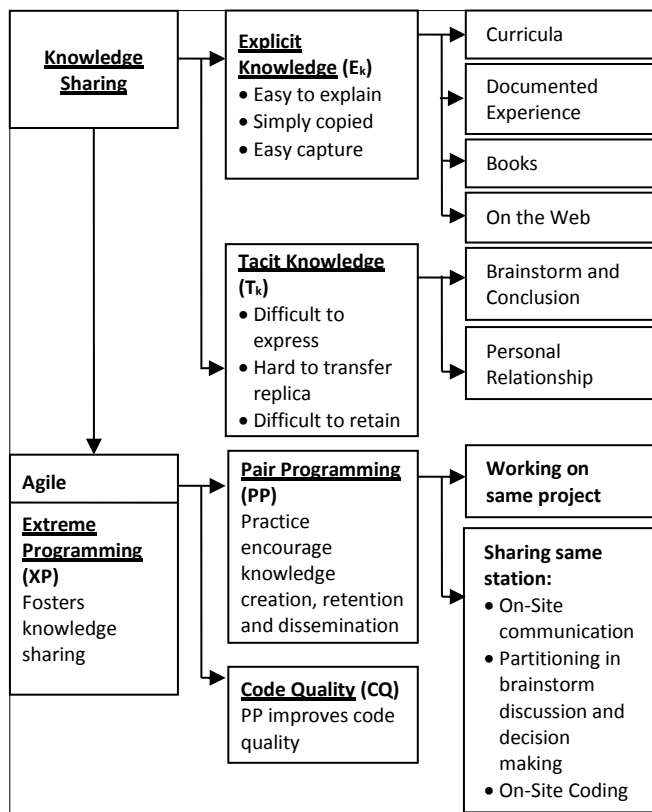 Knowledge
Sharing
Explicit
Knowledge (Eₖ)
• Easy to explain
• Simply copied
• Easy capture
Curricula
Documented
Experience
Books
On the Web
Tacit Knowledge
(Tₖ)
• Difficult to
express
• Hard to transfer
replica
• Difficult to retain
Brainstorm and
Conclusion
Personal
Relationship
Agile
Extreme
Programming
(XP)
Fosters
knowledge
sharing
Pair Programming
(PP)
Practice
encourage
knowledge
creation, retention
and dissemination
Code Quality (CQ)
PP improves code
quality
Working on
same project
Sharing same
station:
• On-Site
communication
• Partitioning in
brainstorm
discussion and
decision
making
• On-Site Coding